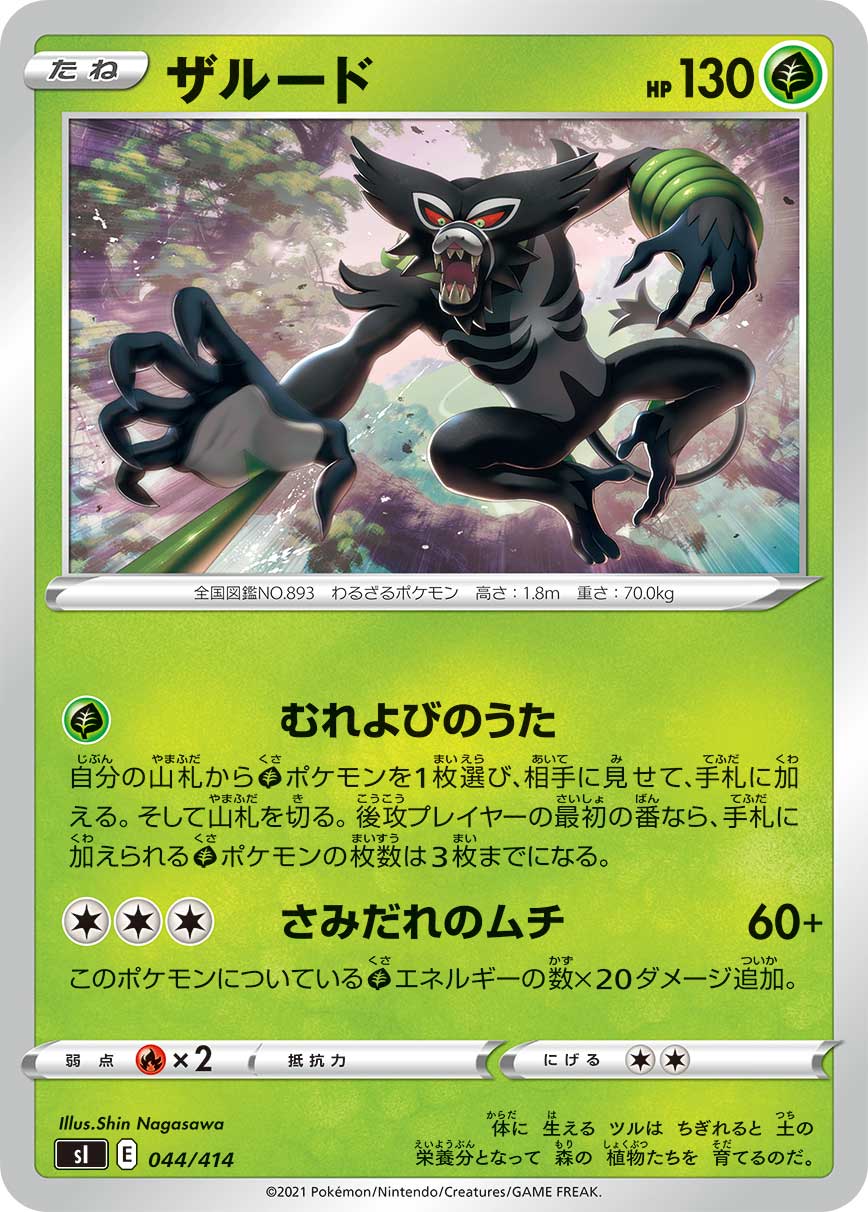 たね ザルード HP 130
全国図鑑NO.893 わるざるポケモン 高さ:1.8m 重さ:70.0kg
むれよびのうた
自分の山札からポケモンを1枚選び、相手に見せて、手札に加
える。そして山札を切る。後攻プレイヤーの最初の番なら、手札に
加えられるポケモンの枚数は3枚までになる。
さみだれのムチ 60+
このポケモンについているエネルギーの数×20ダメージ追加。
弱点 ×2 抵抗力 にげる
Illus.Shin Nagasawa
体に 生える ツルは ちぎれると 土の
栄養分となって 森の 植物たちを 育てるのだ。
sI E 044/414
©2021 Pokémon/Nintendo/Creatures/GAME FREAK.